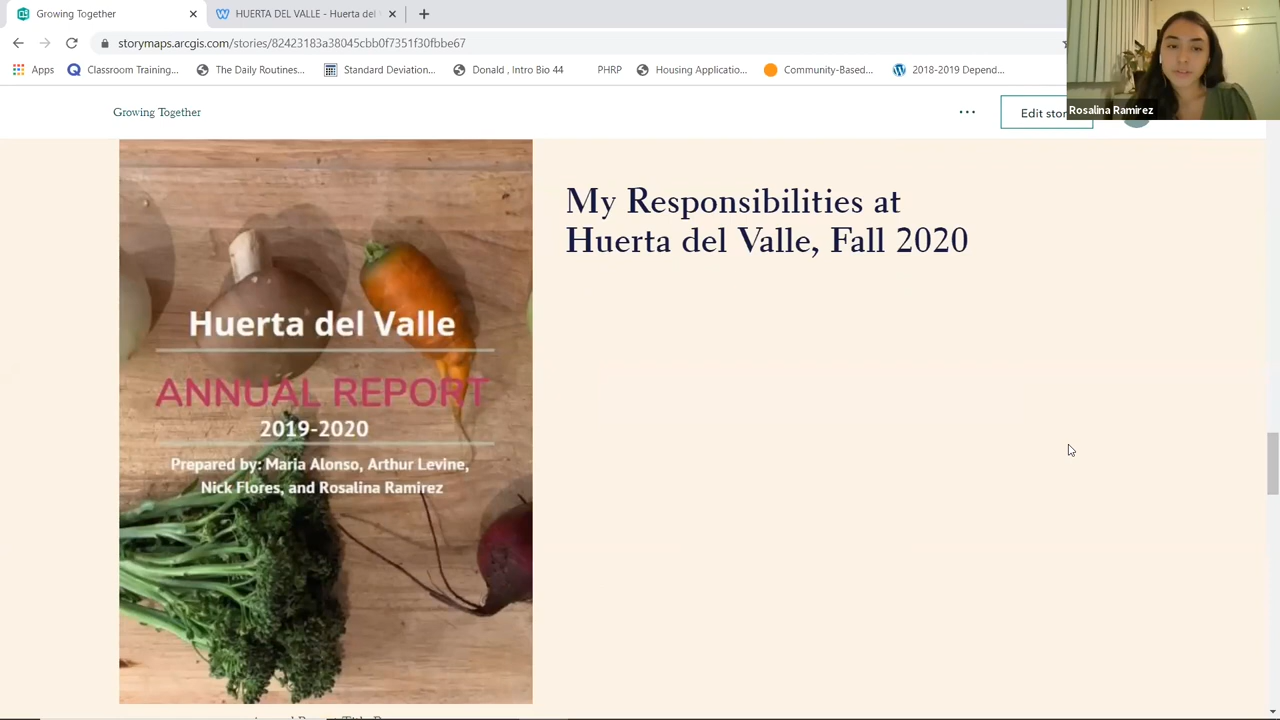 Growing Together
HUERTA DEL VALLE - Huerta del
storymaps.arcgis.com/stories/82423183a38045cbb0f7351f30fbbe67
Apps
Classroom Training...
The Daily Routines...
Standard Deviation...
Donald , Intro Bio 44
PHRP
Housing Applicatio...
Community-Based...
2018-2019 Depend...
Rosalina Ramirez
Growing Together
Edit stor
My Responsibilities at
Huerta del Valle, Fall 2020
Huerta del Valle
ANNUAL REPORT
2019-2020
Prepared by: Maria Alonso, Arthur Levine,
Nick Flores, and Rosalina Ramirez